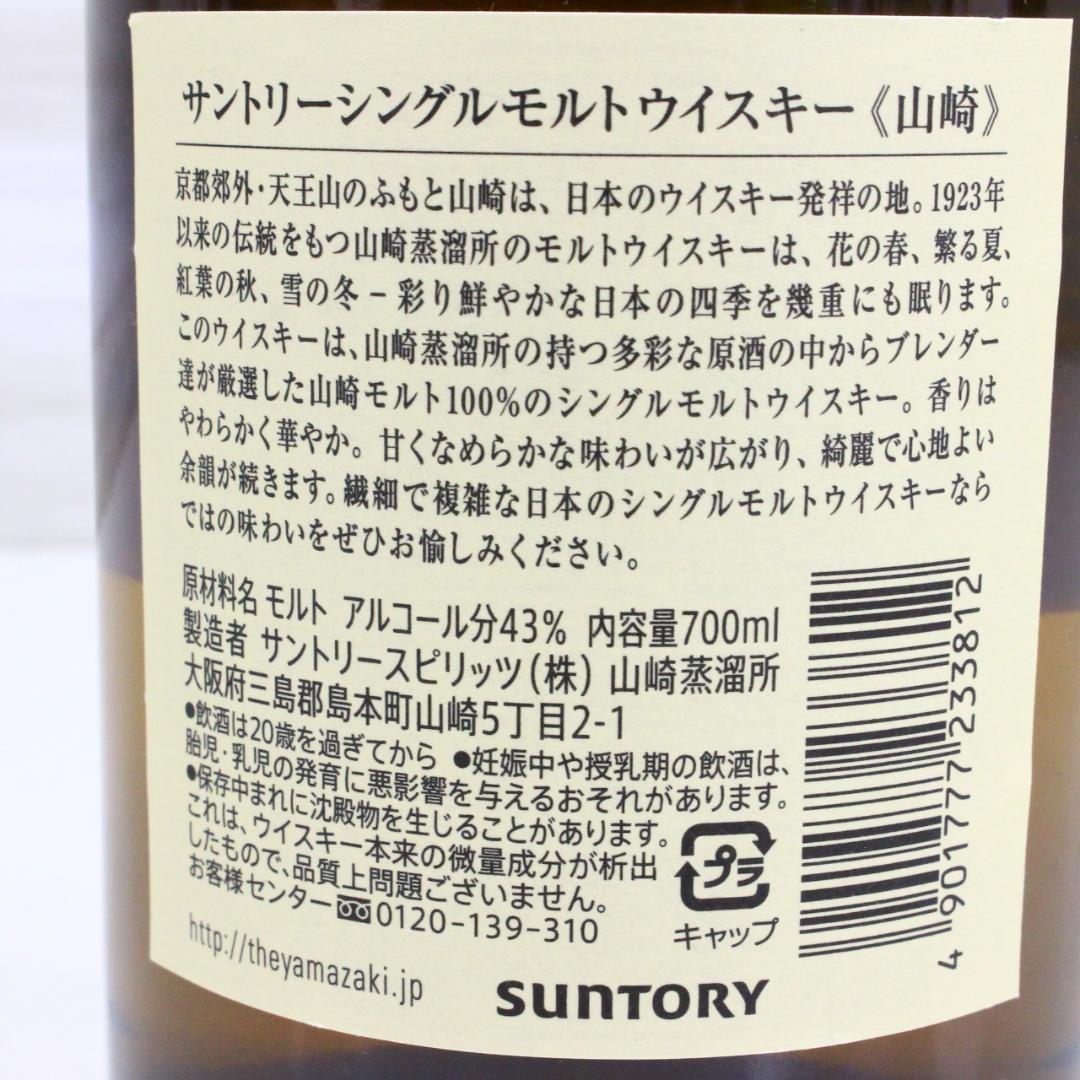 サントリーシングルモルトウイスキー《山崎》
京都郊外・天王山のふもと山崎は、日本のウイスキー発祥の地。1923年
以来の伝統をもつ山崎蒸溜所のモルトウイスキーは、花の春、繁る夏、
紅葉の秋、雪の冬－彩り鮮やかな日本の四季を幾重にも眠ります。
このウイスキーは、山崎蒸溜所の持つ多彩な原酒の中からブレンダー
達が厳選した山崎モルト100%のシングルモルトウイスキー。香りは
やわらかく華やか。甘くなめらかな味わいが広がり、綺麗で心地よい
余韻が続きます。繊細で複雑な日本のシングルモルトウイスキーなら
ではの味わいをぜひお愉しみください。
原材料名 モルト アルコール分43% 内容量700ml
製造者 サントリースピリッツ(株) 山崎蒸溜所
大阪府三島郡島本町山崎5丁目2-1
●飲酒は20歳を過ぎてから ●妊娠中や授乳期の飲酒は、
胎児・乳児の発育に悪影響を与えるおそれがあります。
●保存中まれに沈殿物を生じることがあります。
これは、ウイスキー本来の微量成分が析出
したもので、品質上問題ございません。
お客様センター 0120-139-310
http://theyamazaki.jp
プラ
キャップ
SUNTORY
4 901777 233812